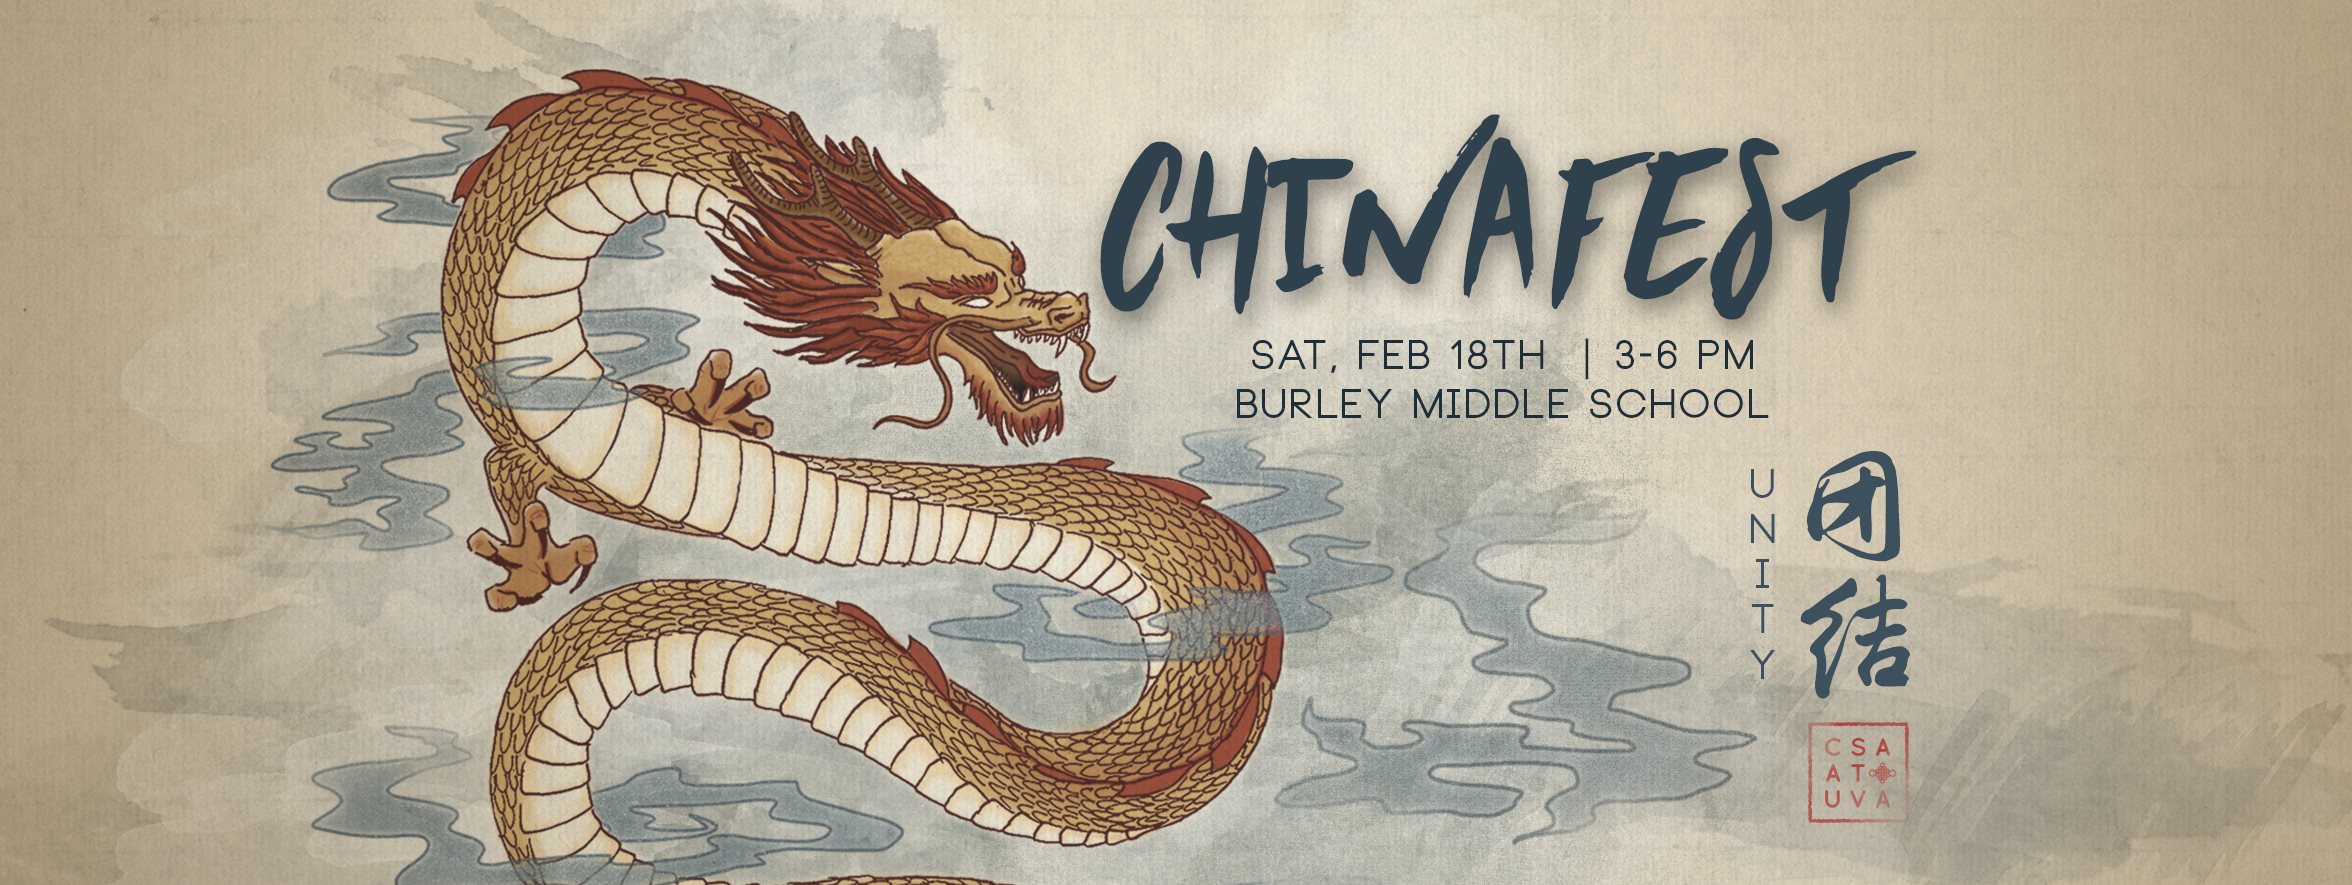 CHINAFEST
SAT, FEB 18TH | 3-6 PM
BURLEY MIDDLE SCHOOL
UNITY
团结
CSA
AT
UVA